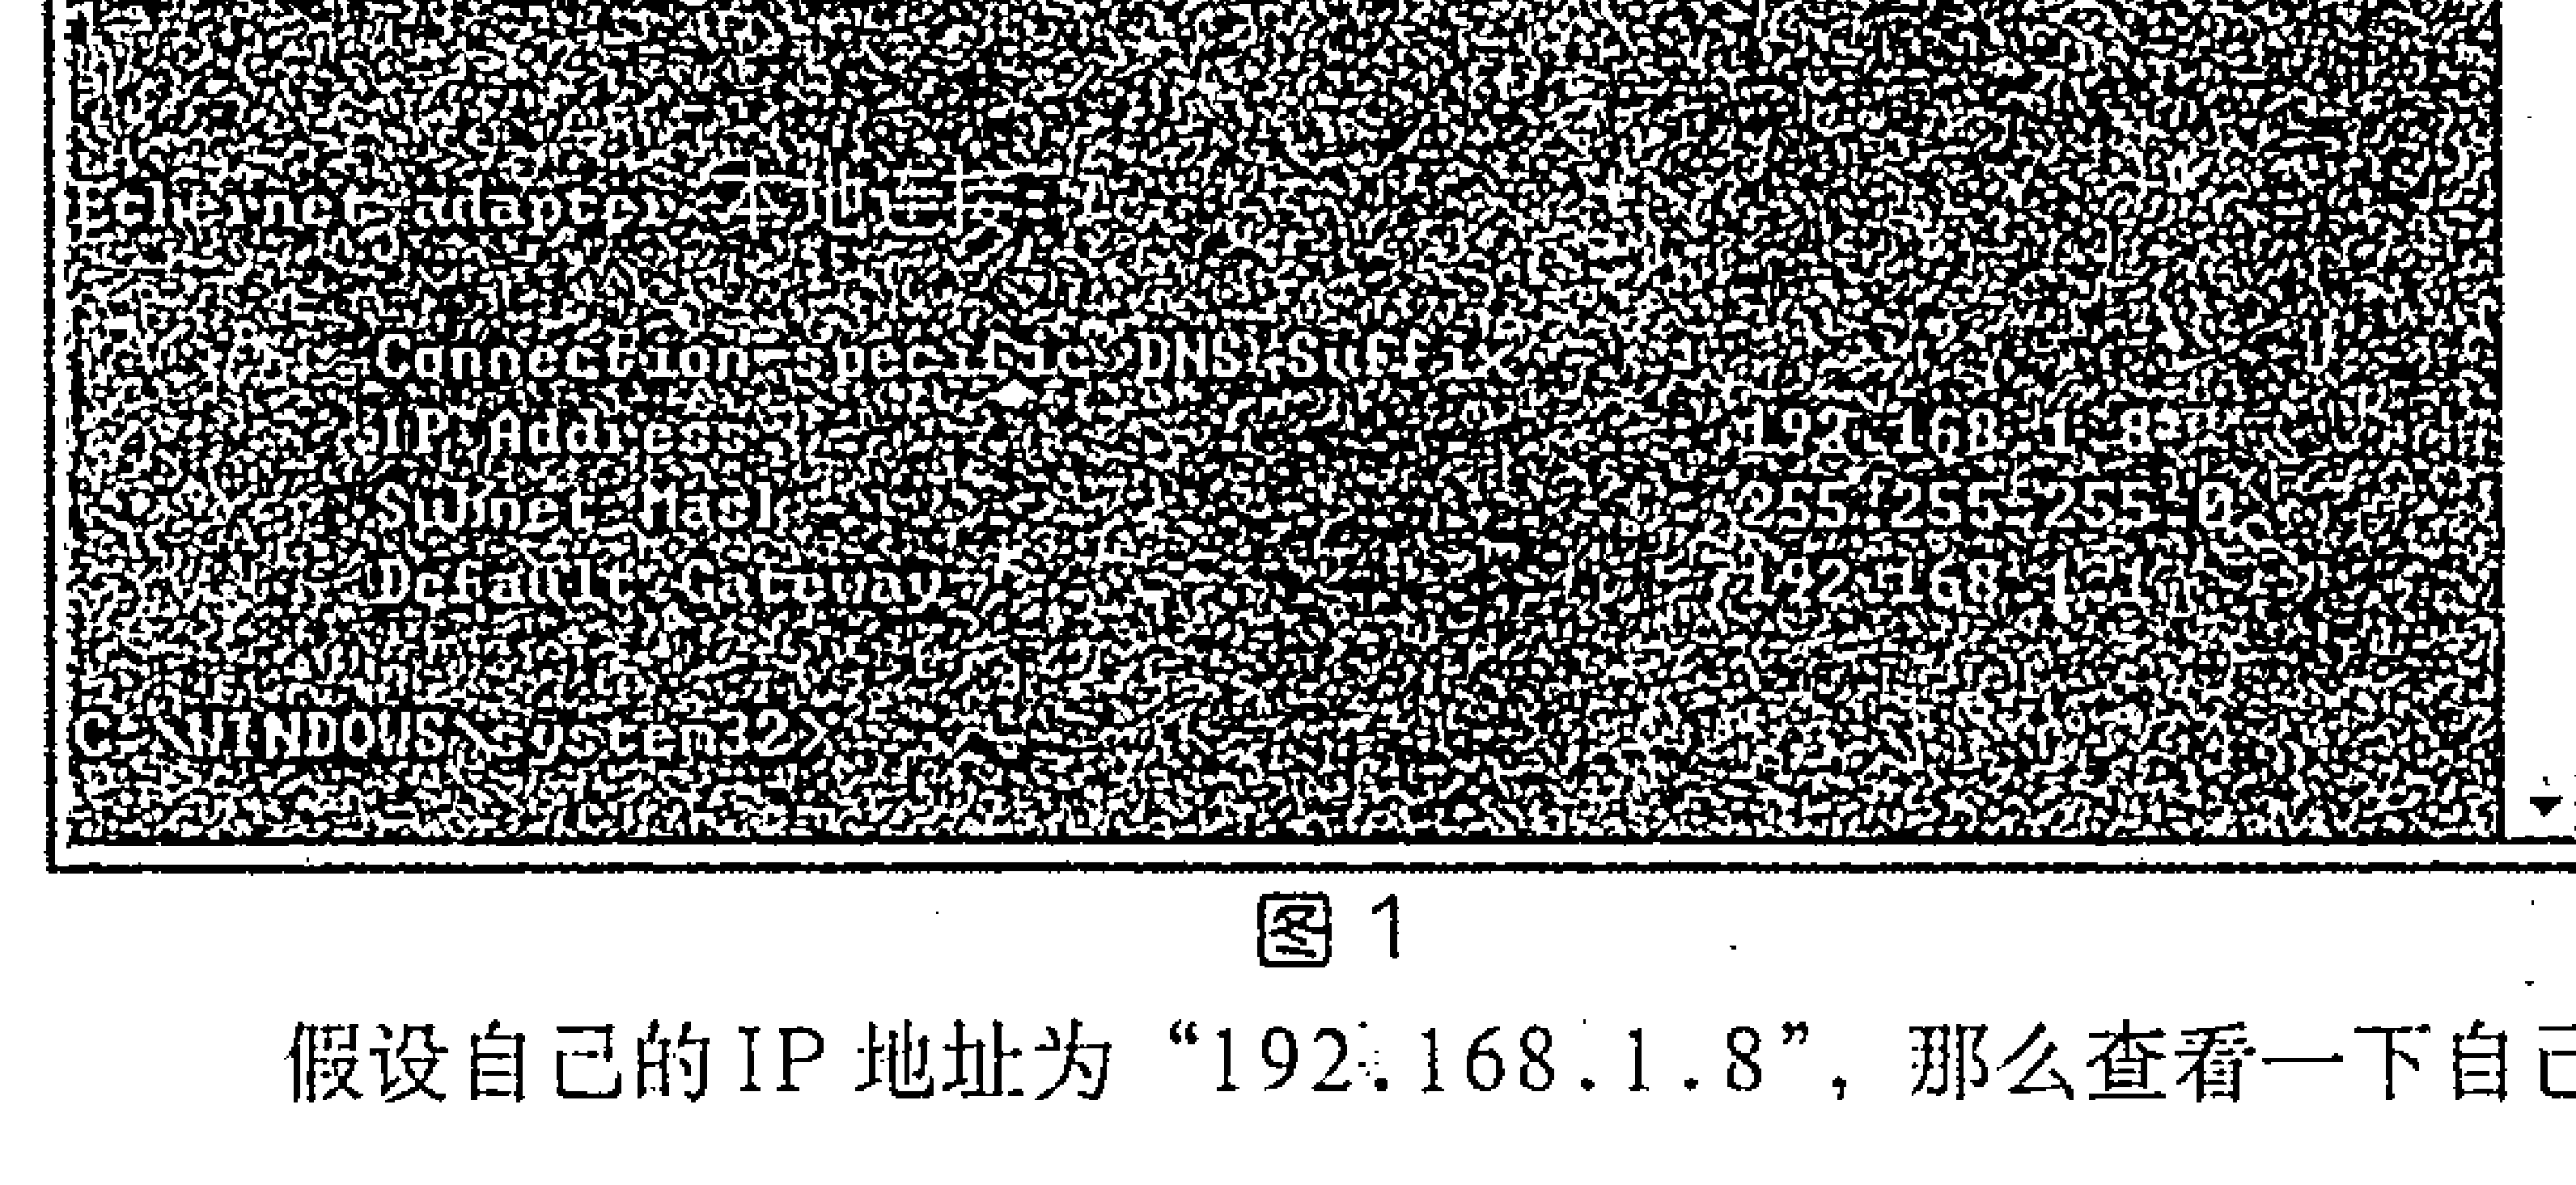 Ethernet adapter 本地连接:
Connection-specific DNS Suffix
IP Address 192.168.1.8
Subnet Mask 255.255.255.0
Default Gateway 192.168.1.1
C:\WINDOWS\system32>
图 1
假设自己的 IP 地址为 “192.168.1.8”, 那么查看一下自己